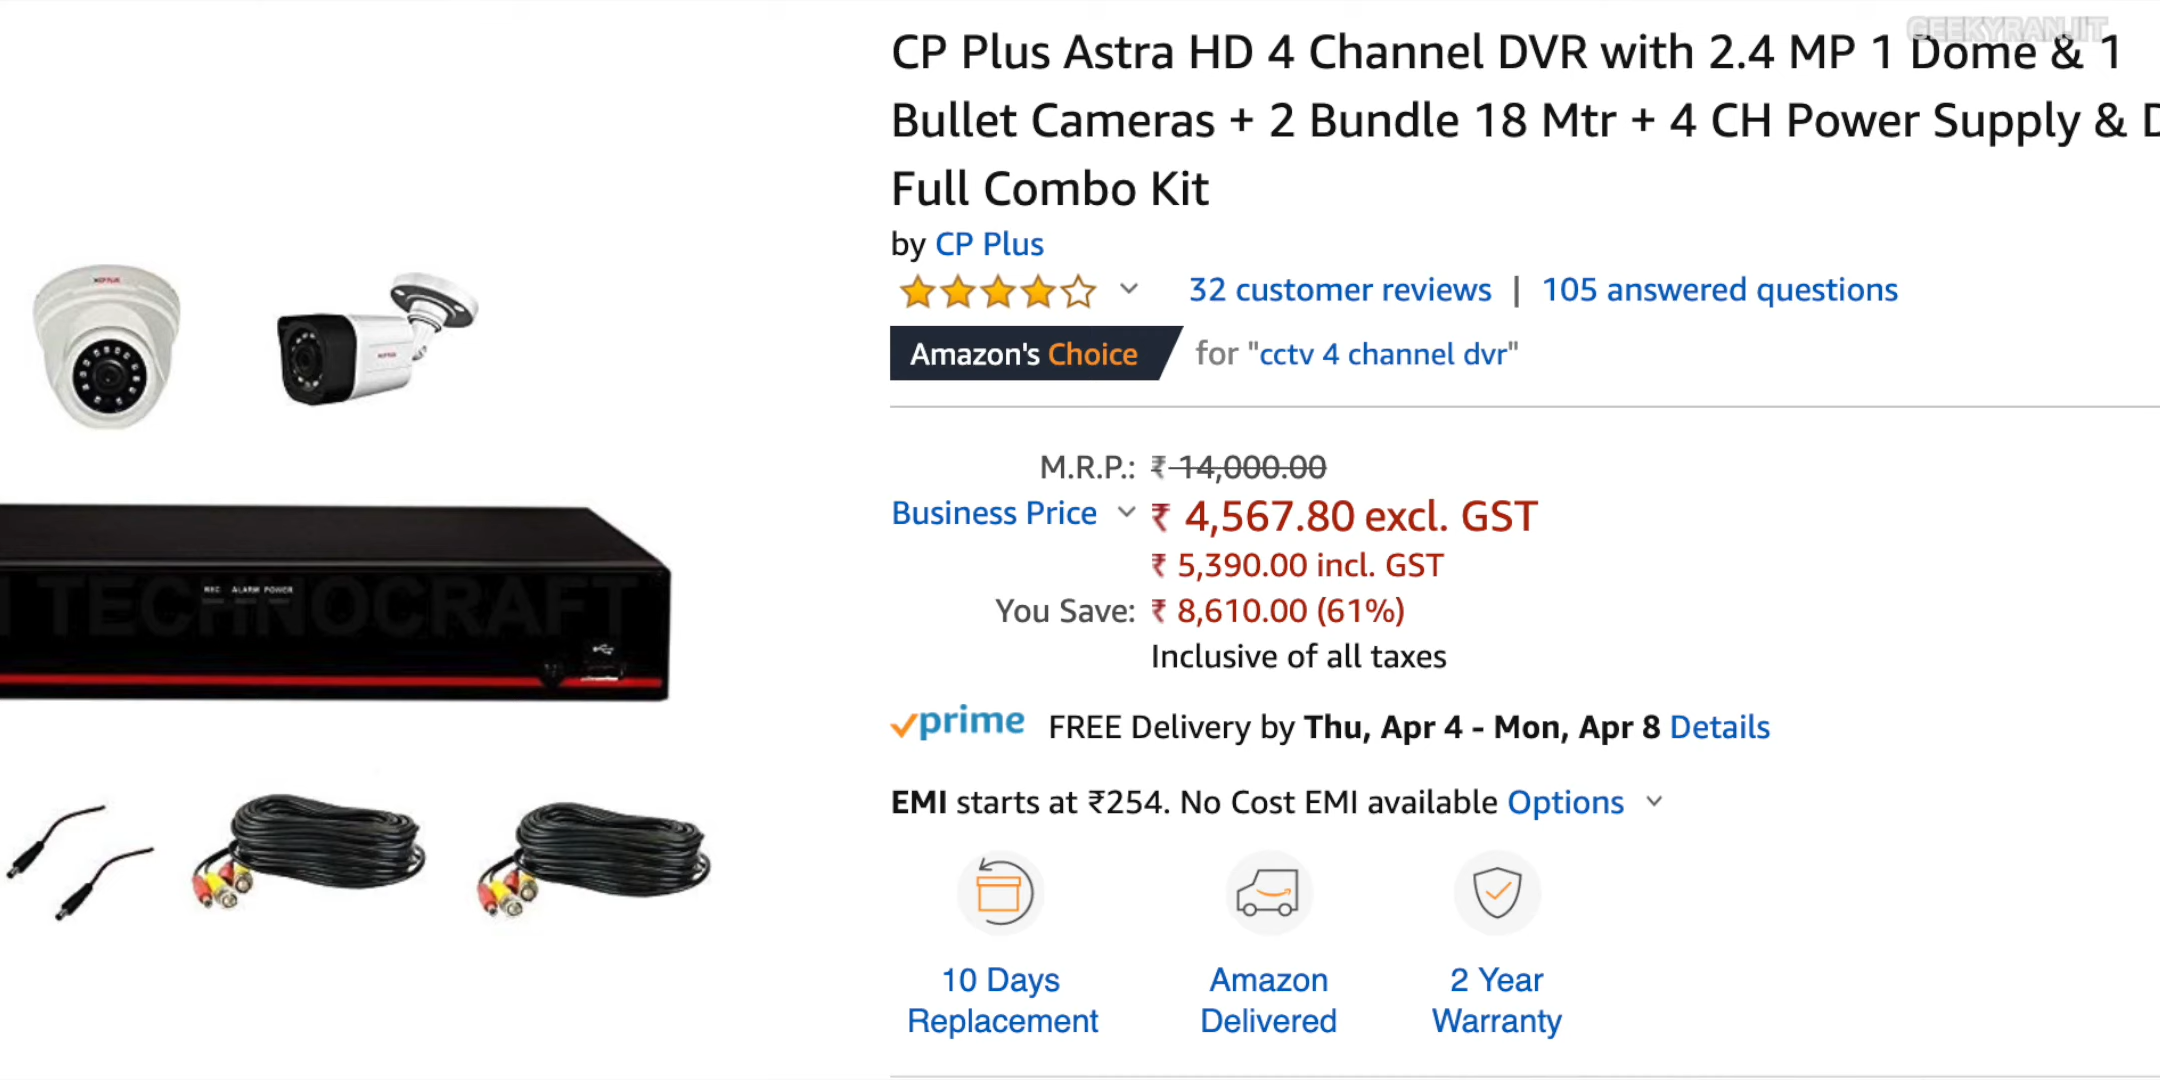 GEEKYRANJIT
CP Plus Astra HD 4 Channel DVR with 2.4 MP 1 Dome & 1
Bullet Cameras + 2 Bundle 18 Mtr + 4 CH Power Supply & D
Full Combo Kit
by CP Plus
32 customer reviews | 105 answered questions
Amazon's Choice for "cctv 4 channel dvr"
M.R.P.: ₹ 14,000.00
Business Price ₹ 4,567.80 excl. GST
₹ 5,390.00 incl. GST
You Save: ₹ 8,610.00 (61%)
Inclusive of all taxes
prime FREE Delivery by Thu, Apr 4 - Mon, Apr 8 Details
EMI starts at ₹254. No Cost EMI available Options
10 Days Amazon 2 Year
Replacement Delivered Warranty
REC ALARM POWER
TECHNOCRAFT